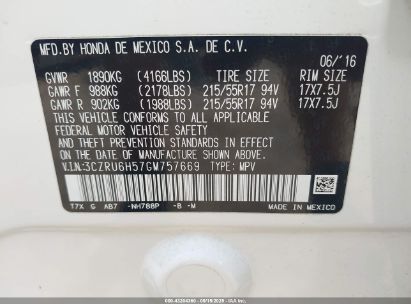 MFD.BY HONDA DE MEXICO S.A. DE C.V.
06/'16
GVWR 1890KG (4166LBS) TIRE SIZE RIM SIZE
GAWR F 988KG (2178LBS) 215/55R17 94V 17X7.5J
GAWR R 902KG (1988LBS) 215/55R17 94V 17X7.5J
THIS VEHICLE CONFORMS TO ALL APPLICABLE
FEDERAL MOTOR VEHICLE SAFETY STANDARDS IN
EFFECT ON THE DATE OF MANUFACTURE SHOWN ABOVE.
V.I.N:3CZRU6H57GM757669 TYPE: MPV
T7X G AB7 -NH788P -B -M
MADE IN MEXICO